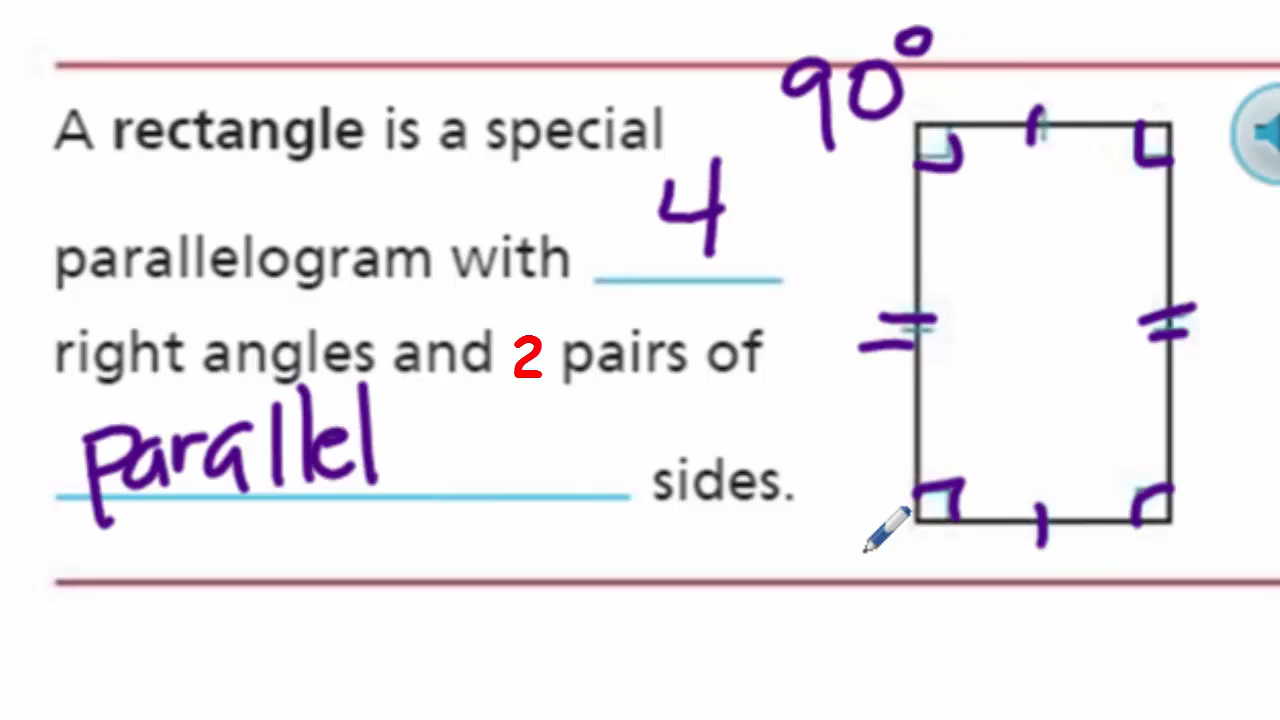 90°
A rectangle is a special
parallelogram with 4
right angles and 2 pairs of
parallel sides.